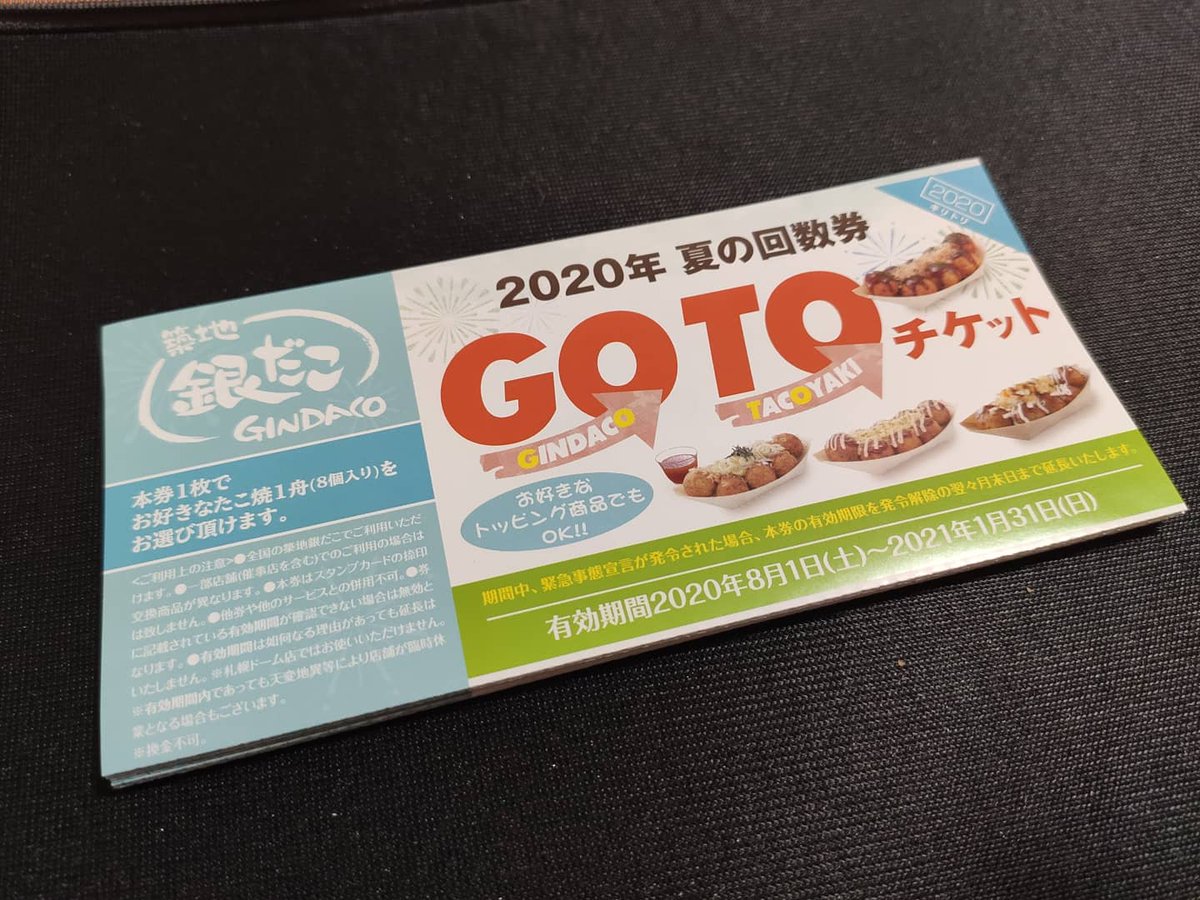 築地
銀だこ
GINDACO
本券1枚で
お好きなたこ焼1舟(8個入り)を
お選び頂けます。
<ご利用上の注意>●全国の築地銀だこでご利用いただ
けます。●一部店舗(催事店を含む)でのご利用の場合は
交換商品が異なります。●本券はスタンプカードの捺印
は致しません。●他券や他のサービスとの併用不可。●券
に記載されている有効期間が確認できない場合は無効と
なります。●有効期間は如何なる理由があっても延長は
いたしません。※札幌ドーム店ではお使いいただけません。
※有効期間内であっても天変地異等により店舗が臨時休
業となる場合もございます。
※換金不可。
2020
キリトリ
2020年 夏の回数券
GO TO チケット
GINDACO
TACOYAKI
お好きな
トッピング商品でも
OK!!
期間中、緊急事態宣言が発令された場合、本券の有効期限を発令解除の翌々月末日まで延長いたします。
有効期間2020年8月1日(土)〜2021年1月31日(日)